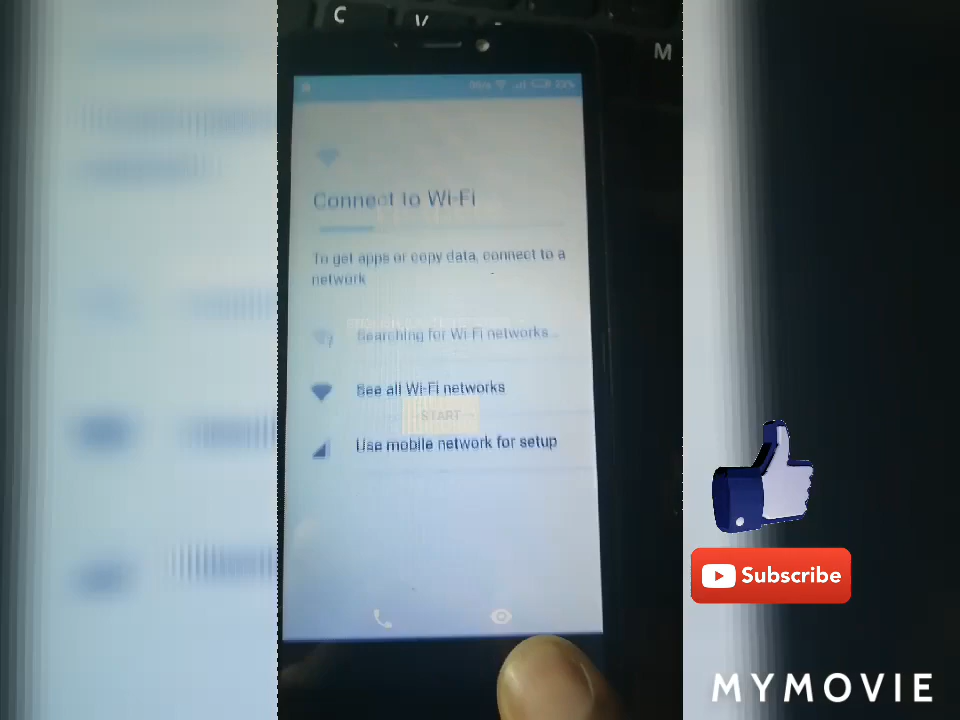 C
V
M
Connect to Wi-Fi
To get apps or copy data, connect to a
network
Searching for Wi-Fi networks...
See all Wi-Fi networks
START
Use mobile network for setup
Subscribe
MYMOVIE